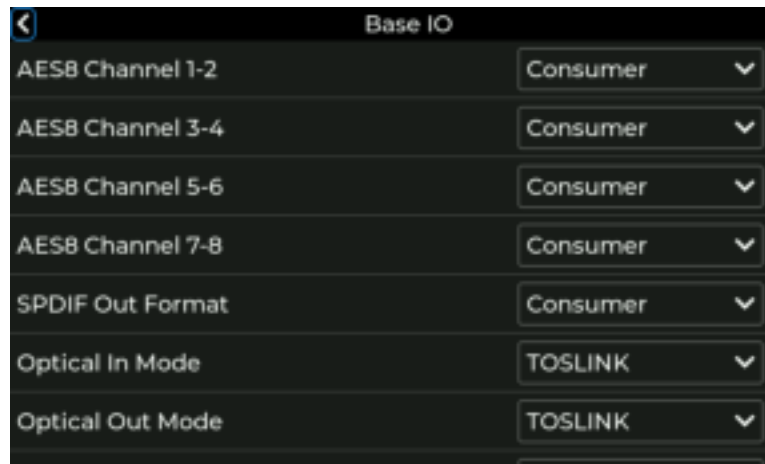 Base IO
AES8 Channel 1-2 Consumer
AES8 Channel 3-4 Consumer
AES8 Channel 5-6 Consumer
AES8 Channel 7-8 Consumer
SPDIF Out Format Consumer
Optical In Mode TOSLINK
Optical Out Mode TOSLINK